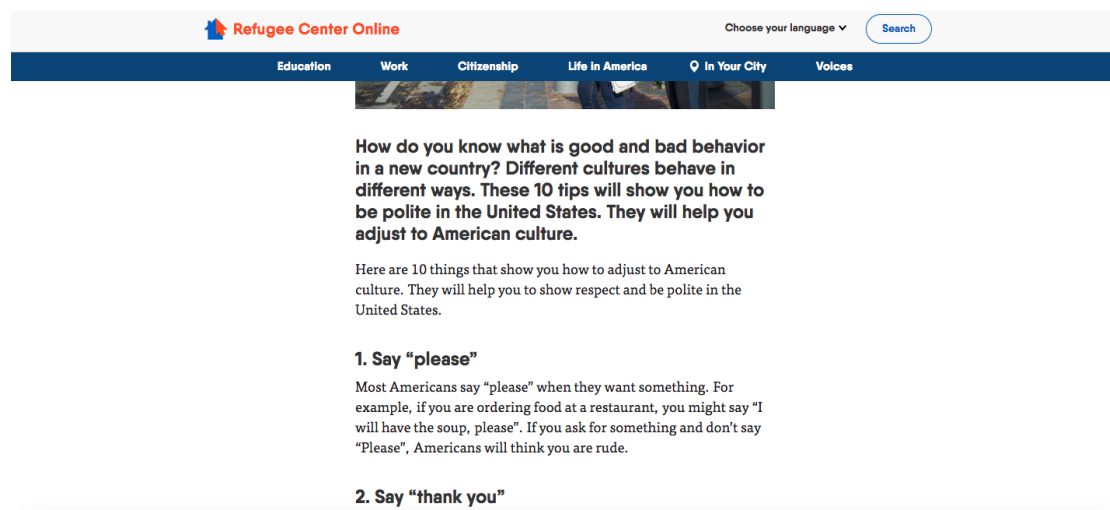 Refugee Center Online
Choose your language
Search
Education
Work
Citizenship
Life in America
In Your City
Voices
How do you know what is good and bad behavior
in a new country? Different cultures behave in
different ways. These 10 tips will show you how to
be polite in the United States. They will help you
adjust to American culture.
Here are 10 things that show you how to adjust to American
culture. They will help you to show respect and be polite in the
United States.
1. Say “please”
Most Americans say “please” when they want something. For
example, if you are ordering food at a restaurant, you might say “I
will have the soup, please”. If you ask for something and don’t say
“Please”, Americans will think you are rude.
2. Say “thank you”